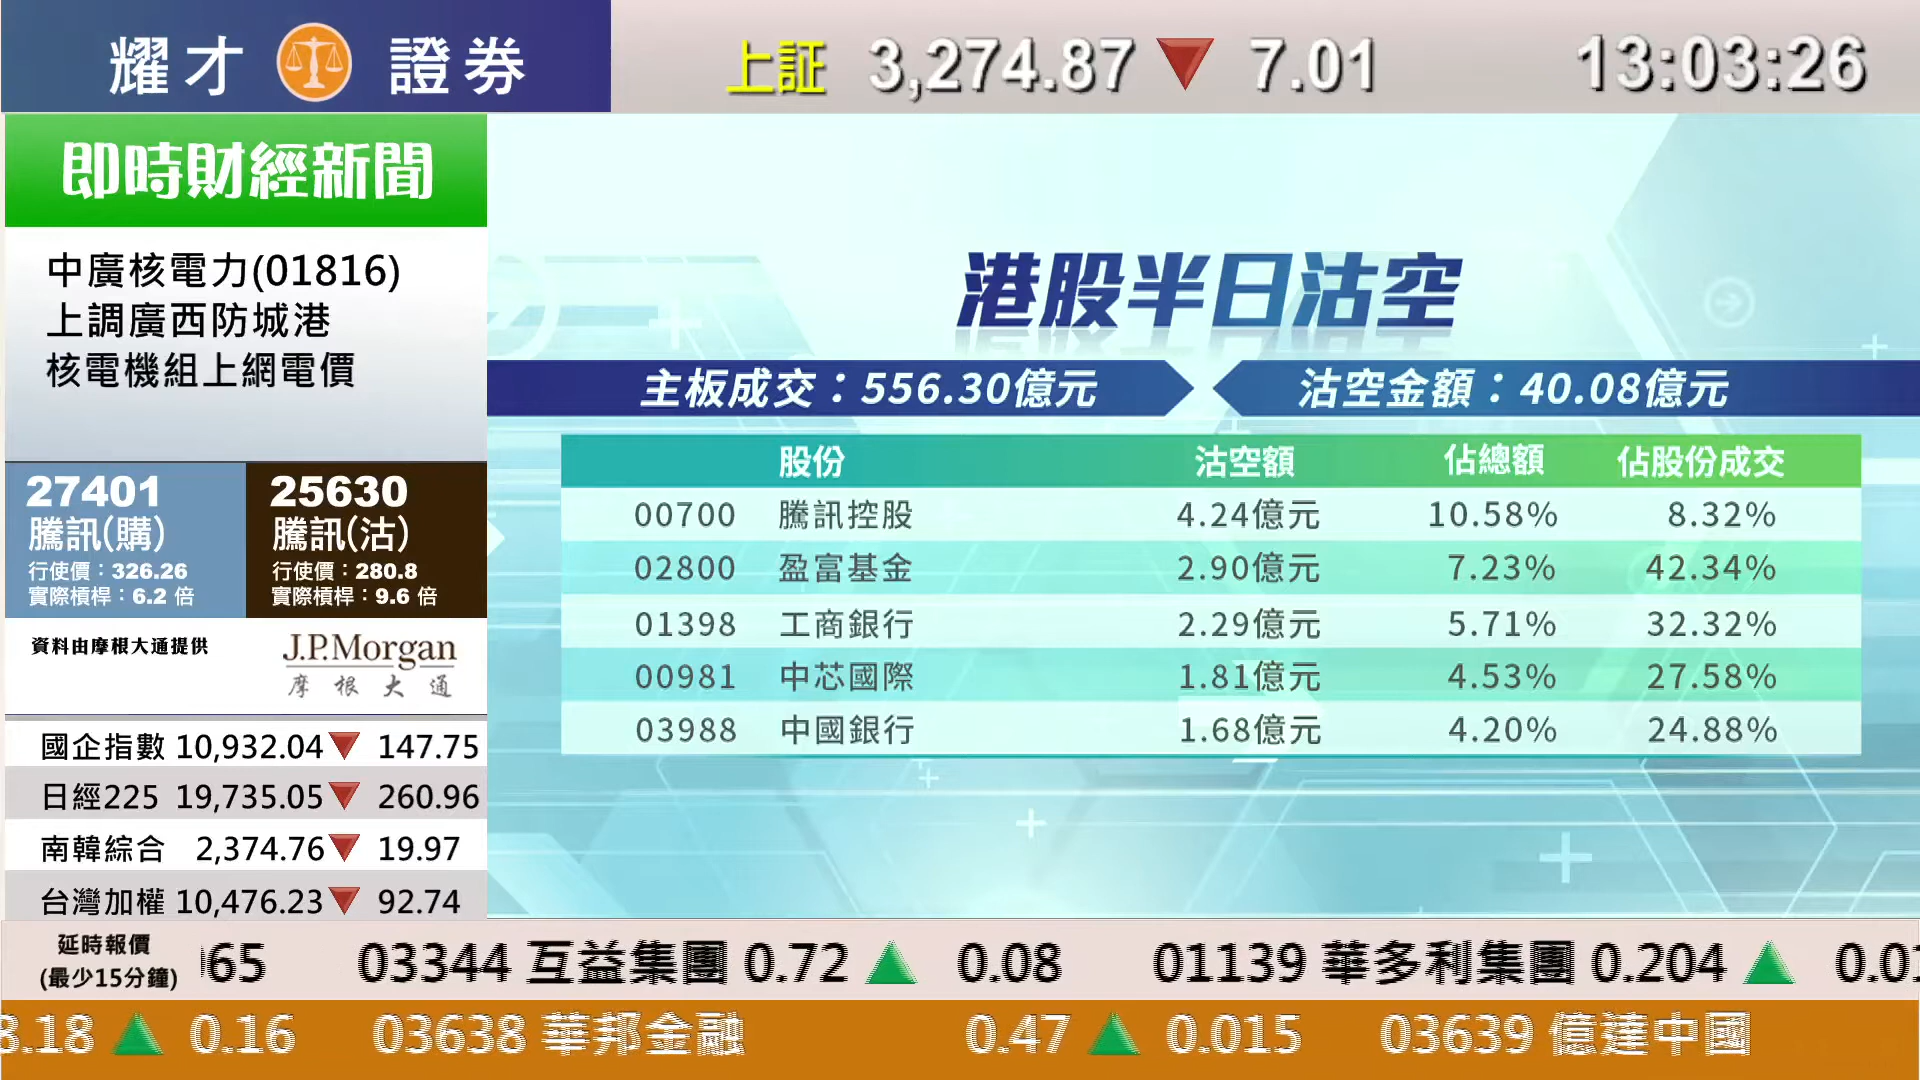 耀才 證券
上証 3,274.87 ▼ 7.01
13:03:26
即時財經新聞
中廣核電力(01816)
上調廣西防城港
核電機組上網電價
27401
騰訊(購)
行使價：326.26
實際槓桿：6.2 倍
25630
騰訊(沽)
行使價：280.8
實際槓桿：9.6 倍
資料由摩根大通提供
J.P.Morgan
摩根大通
國企指數 10,932.04 ▼ 147.75
日經225 19,735.05 ▼ 260.96
南韓綜合 2,374.76 ▼ 19.97
台灣加權 10,476.23 ▼ 92.74
港股半日沽空
主板成交：556.30億元
沽空金額：40.08億元
股份 沽空額 佔總額 佔股份成交
00700 騰訊控股 4.24億元 10.58% 8.32%
02800 盈富基金 2.90億元 7.23% 42.34%
01398 工商銀行 2.29億元 5.71% 32.32%
00981 中芯國際 1.81億元 4.53% 27.58%
03988 中國銀行 1.68億元 4.20% 24.88%
延時報價
(最少15分鐘)
65 03344 互益集團 0.72 ▲ 0.08 01139 華多利集團 0.204 ▲ 0.01
8.18 ▲ 0.16 03638 華邦金融 0.47 ▲ 0.015 03639 億達中國